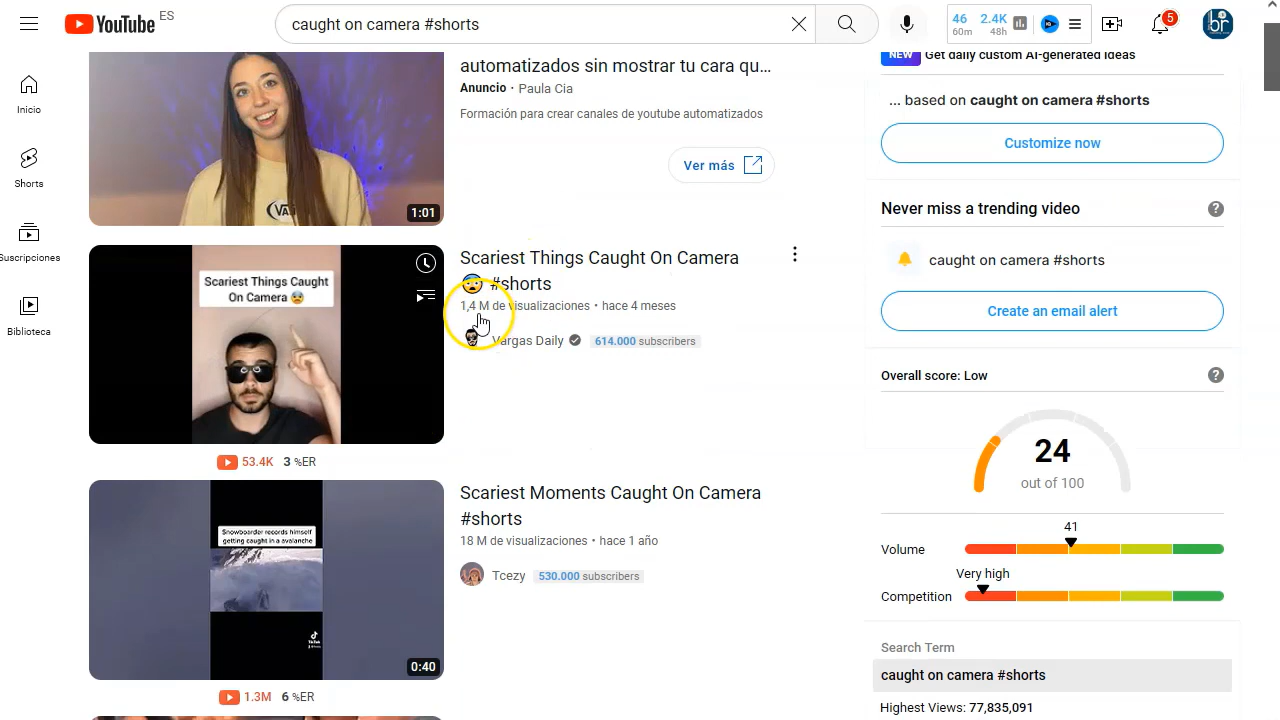 YouTube ES
caught on camera #shorts
46 2.4K
60m 48h
5
br
Inicio
Shorts
Suscripciones
Biblioteca
automatizados sin mostrar tu cara qu...
Anuncio · Paula Cia
Formación para crear canales de youtube automatizados
Ver más
VANS
1:01
Scariest Things Caught
On Camera 😨
53.4K 3 %ER
Scariest Things Caught On Camera
😨 #shorts
1,4 M de visualizaciones • hace 4 meses
Vargas Daily 614.000 subscribers
Snowboarder records himself
getting caught in a avalanche
TikTok
0:40
1.3M 6 %ER
Scariest Moments Caught On Camera
#shorts
18 M de visualizaciones • hace 1 año
Tcezy 530.000 subscribers
NEW Get daily custom AI-generated ideas
... based on caught on camera #shorts
Customize now
Never miss a trending video ?
caught on camera #shorts
Create an email alert
Overall score: Low ?
24
out of 100
41
Volume
Very high
Competition
Search Term
caught on camera #shorts
Highest Views: 77,835,091